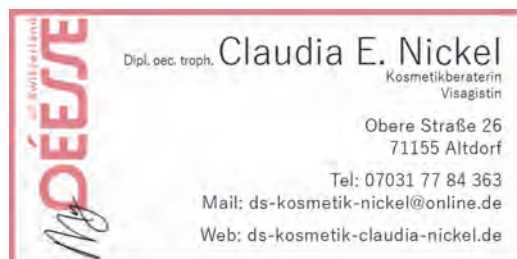 My DÉESSE
of Switzerland
Dipl. oec. troph. Claudia E. Nickel
Kosmetikberaterin
Visagistin
Obere Straße 26
71155 Altdorf
Tel: 07031 77 84 363
Mail: ds-kosmetik-nickel@online.de
Web: ds-kosmetik-claudia-nickel.de